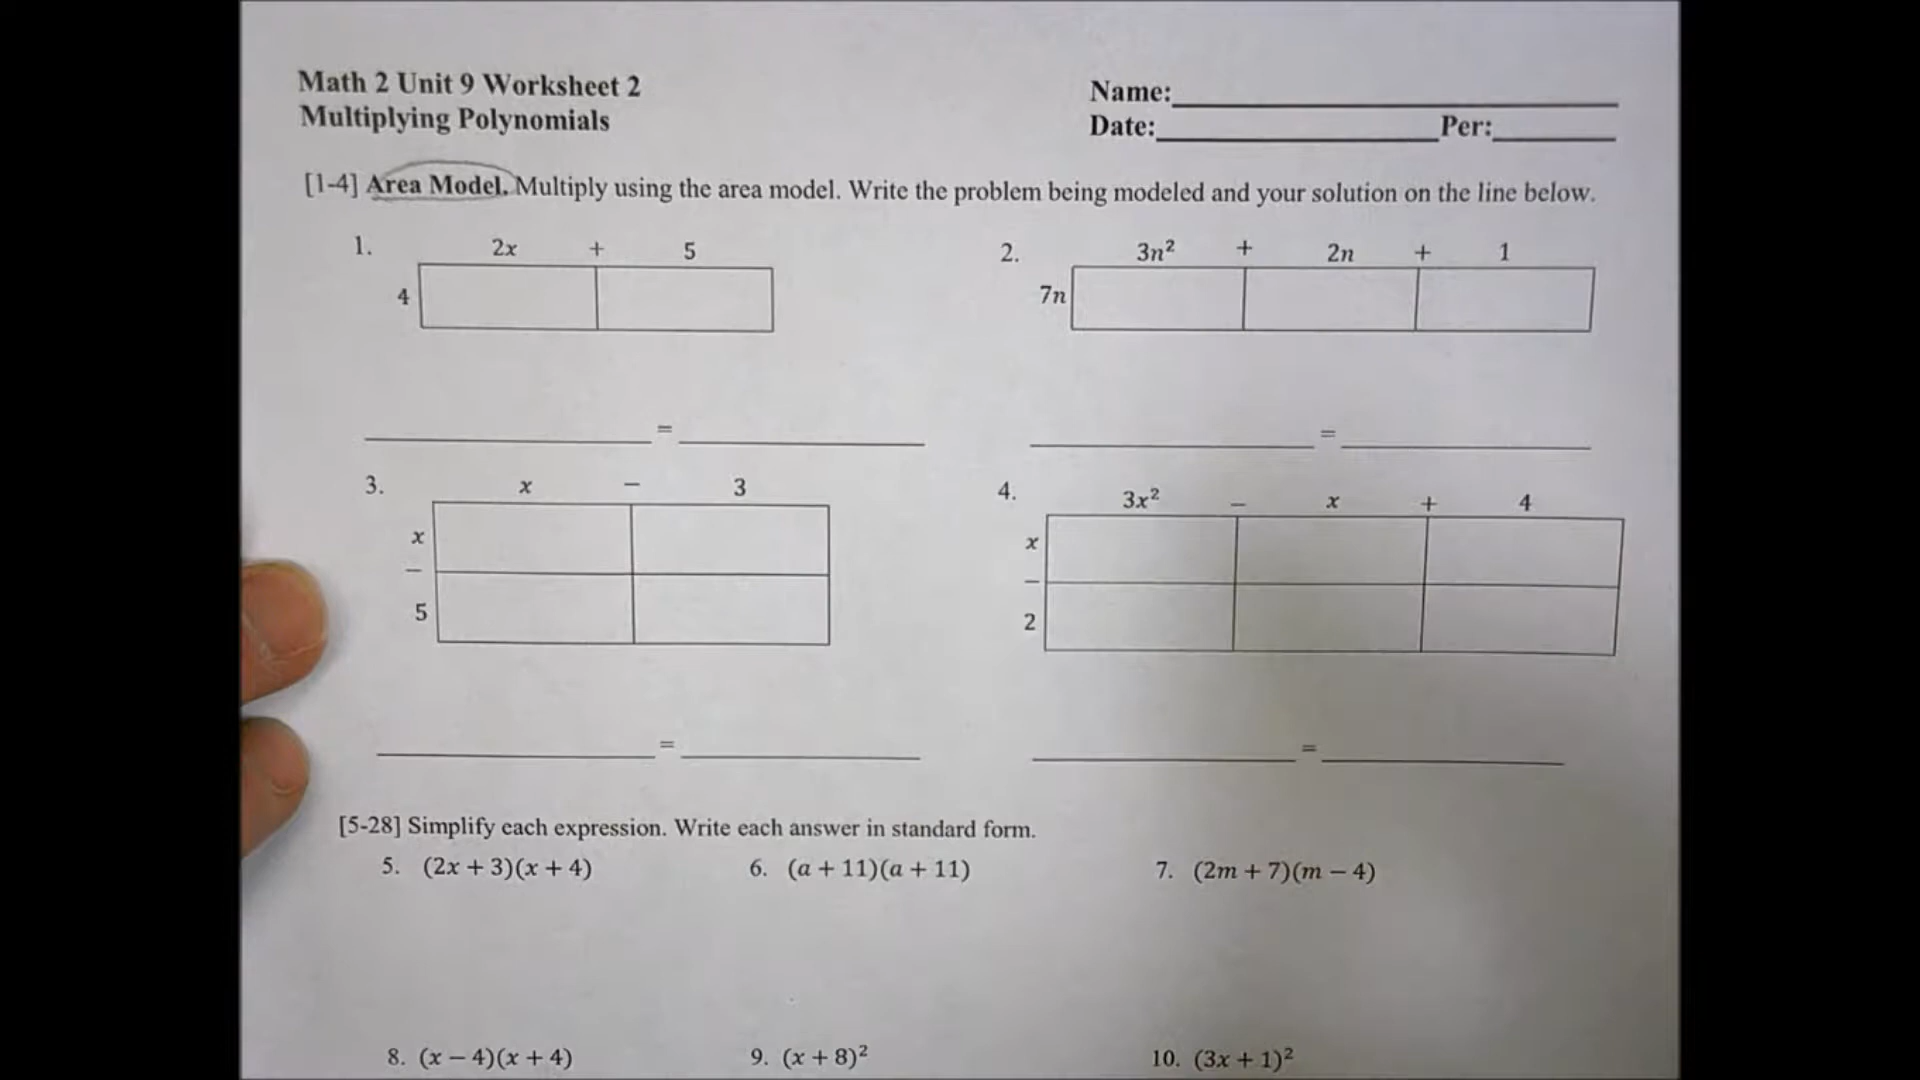 Math 2 Unit 9 Worksheet 2
Multiplying Polynomials
Name:
Date: Per:
[1-4] Area Model. Multiply using the area model. Write the problem being modeled and your solution on the line below.
1. 2x + 5
4
=
2. 3n² + 2n + 1
7n
=
3. x − 3
x
−
5
=
4. 3x² − x + 4
x
−
2
=
[5-28] Simplify each expression. Write each answer in standard form.
5. (2x + 3)(x + 4) 6. (a + 11)(a + 11) 7. (2m + 7)(m − 4)
8. (x − 4)(x + 4) 9. (x + 8)² 10. (3x + 1)²